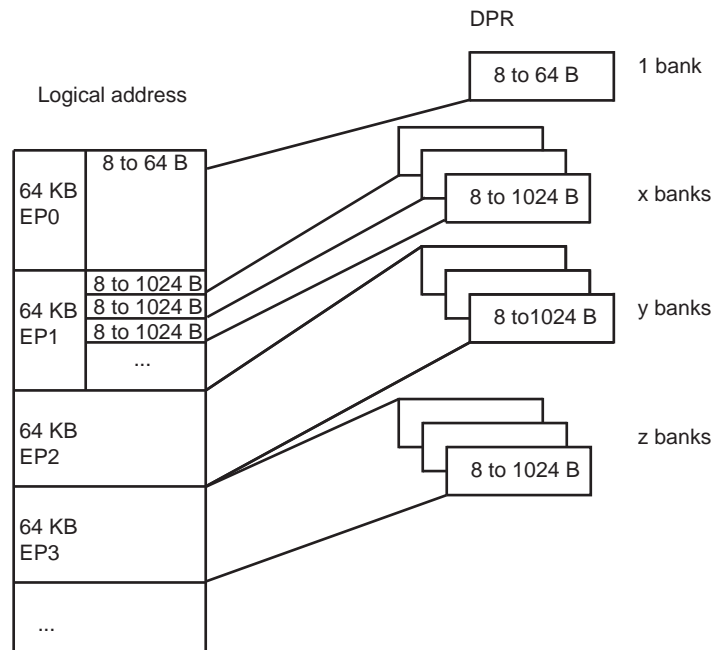 DPR
8 to 64 B
1 bank
Logical address
8 to 64 B
64 KB
EP0
8 to 1024 B
x banks
8 to 1024 B
8 to 1024 B
8 to 1024 B
64 KB
EP1
...
8 to1024 B
y banks
64 KB
EP2
8 to 1024 B
z banks
64 KB
EP3
...